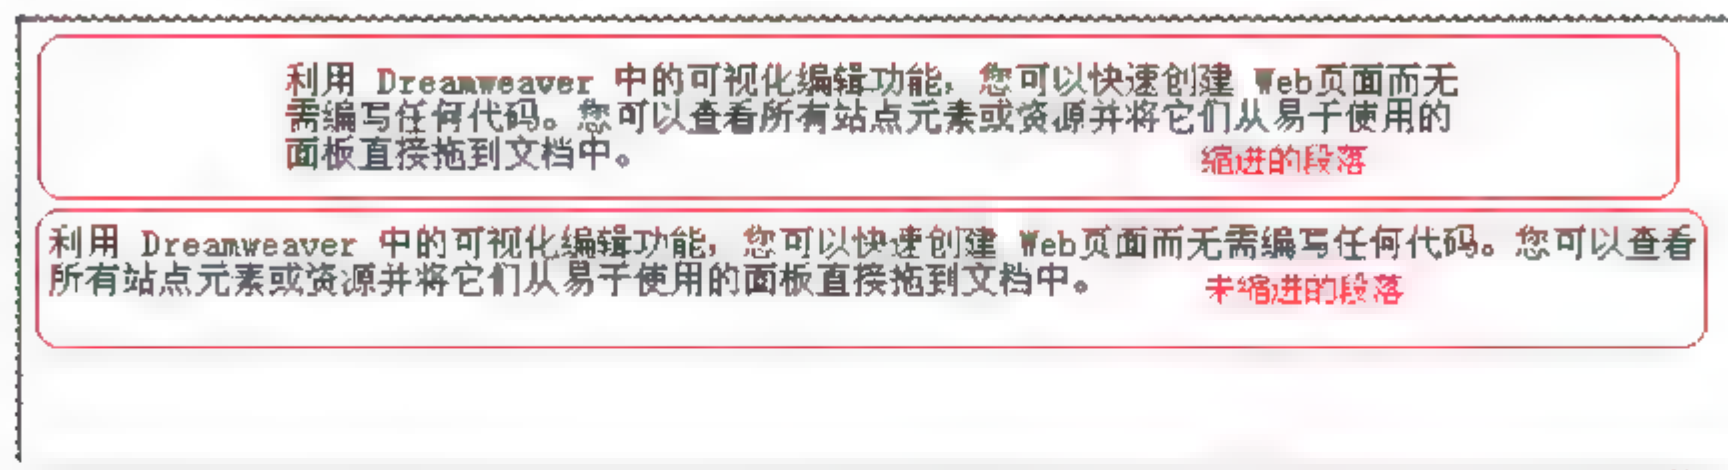 利用 Dreamweaver 中的可视化编辑功能，您可以快速创建 Web页面而无
需编写任何代码。您可以查看所有站点元素或资源并将它们从易于使用的
面板直接拖到文档中。
缩进的段落
利用 Dreamweaver 中的可视化编辑功能，您可以快速创建 Web页面而无需编写任何代码。您可以查看
所有站点元素或资源并将它们从易于使用的面板直接拖到文档中。
未缩进的段落